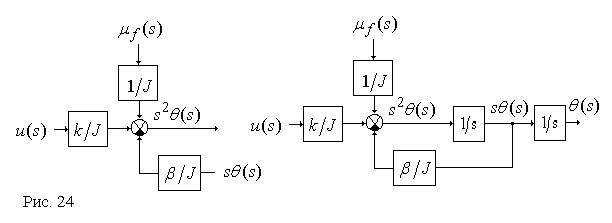 μ_f(s)
1/J
s²θ(s)
u(s)
k/J
β/J
sθ(s)
μ_f(s)
1/J
s²θ(s)
sθ(s)
θ(s)
u(s)
k/J
1/s
1/s
β/J
Рис. 24